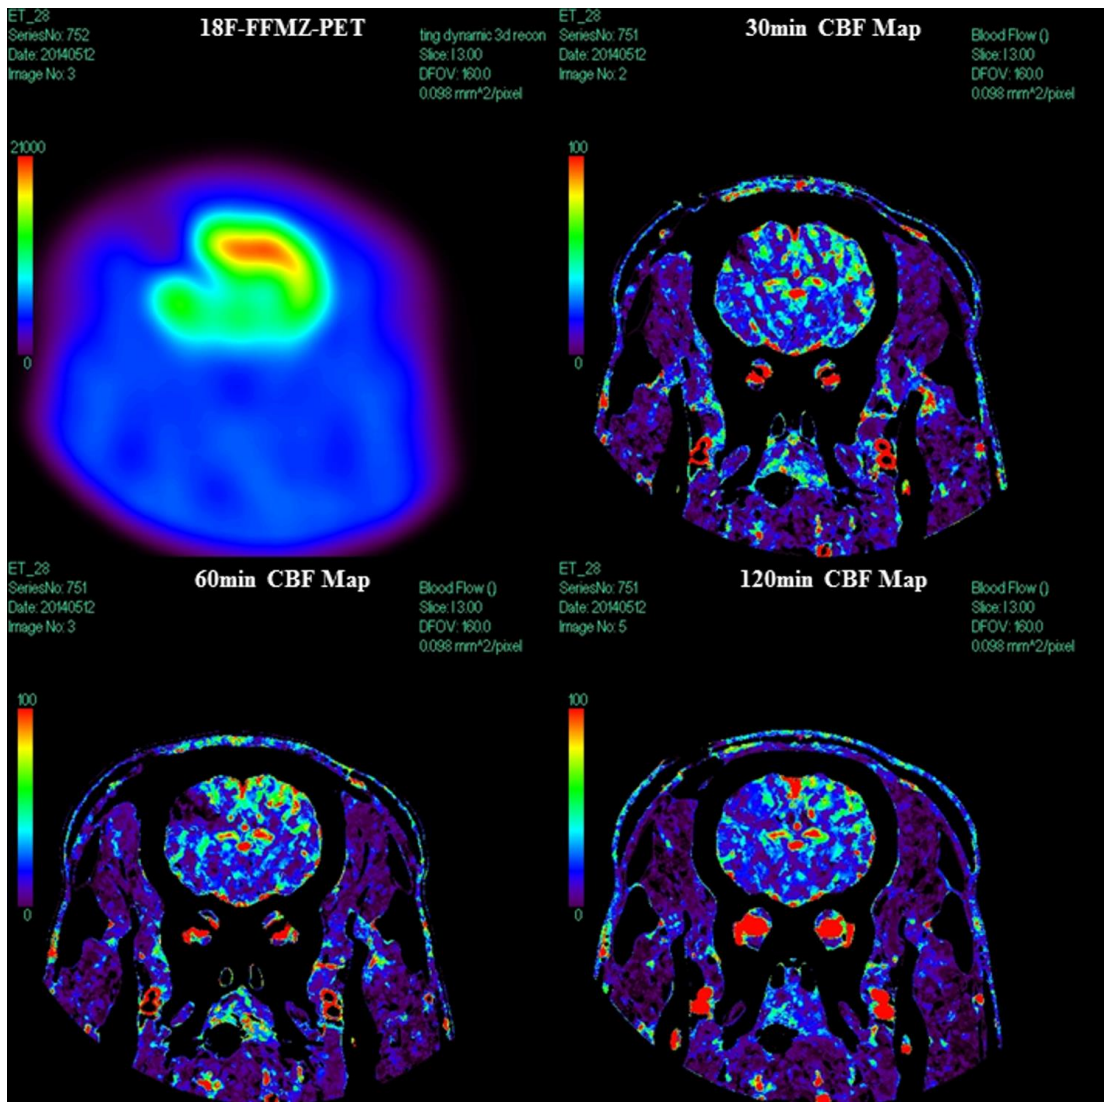 ET_28
SeriesNo: 752
Date: 20140512
Image No: 3
18F-FFMZ-PET
ting dynamic 3d recon
Slice: I 3.00
DFOV: 160.0
0.098 mm^2/pixel
21000
0
ET_28
SeriesNo: 751
Date: 20140512
Image No: 2
30min CBF Map
Blood Flow ()
Slice: I 3.00
DFOV: 160.0
0.098 mm^2/pixel
100
0
ET_28
SeriesNo: 751
Date: 20140512
Image No: 3
60min CBF Map
Blood Flow ()
Slice: I 3.00
DFOV: 160.0
0.098 mm^2/pixel
100
0
ET_28
SeriesNo: 751
Date: 20140512
Image No: 5
120min CBF Map
Blood Flow ()
Slice: I 3.00
DFOV: 160.0
0.098 mm^2/pixel
100
0